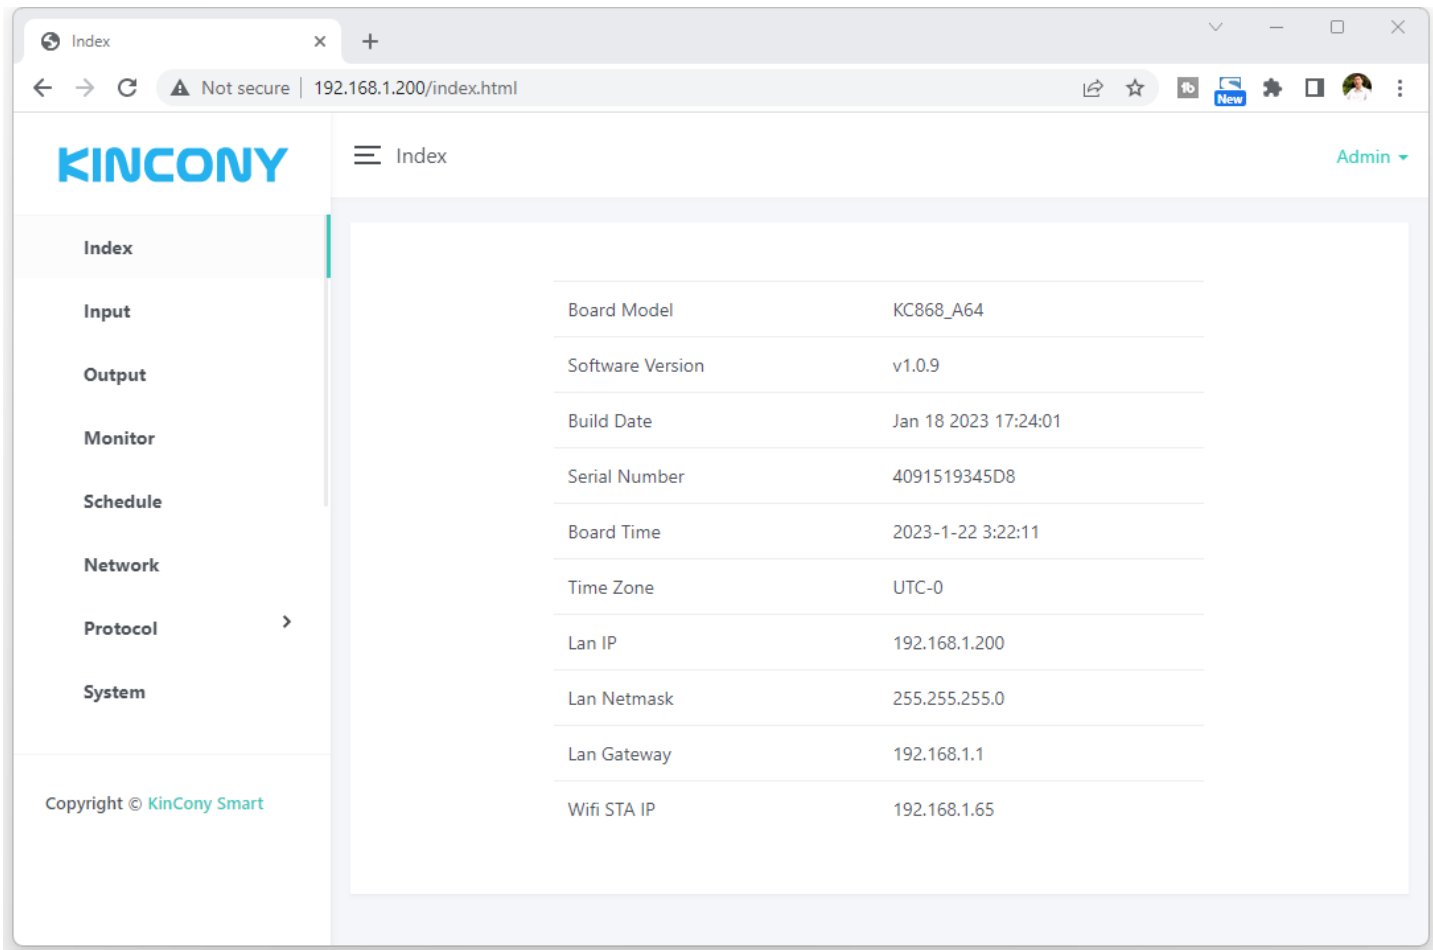 Index
Not secure
192.168.1.200/index.html
New
KINCONY
Index
Admin
Index
Input
Output
Monitor
Schedule
Network
Protocol
System
Copyright © KinCony Smart
Board Model KC868_A64
Software Version v1.0.9
Build Date Jan 18 2023 17:24:01
Serial Number 4091519345D8
Board Time 2023-1-22 3:22:11
Time Zone UTC-0
Lan IP 192.168.1.200
Lan Netmask 255.255.255.0
Lan Gateway 192.168.1.1
Wifi STA IP 192.168.1.65